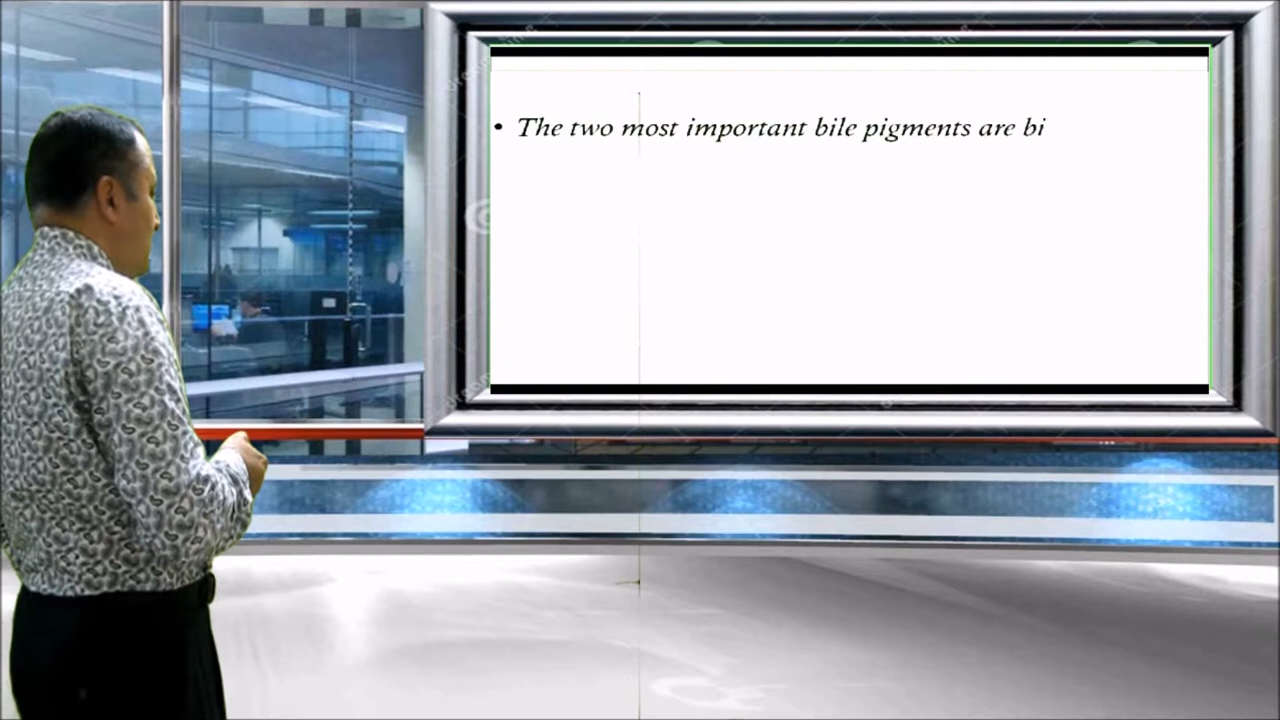 • The two most important bile pigments are bi